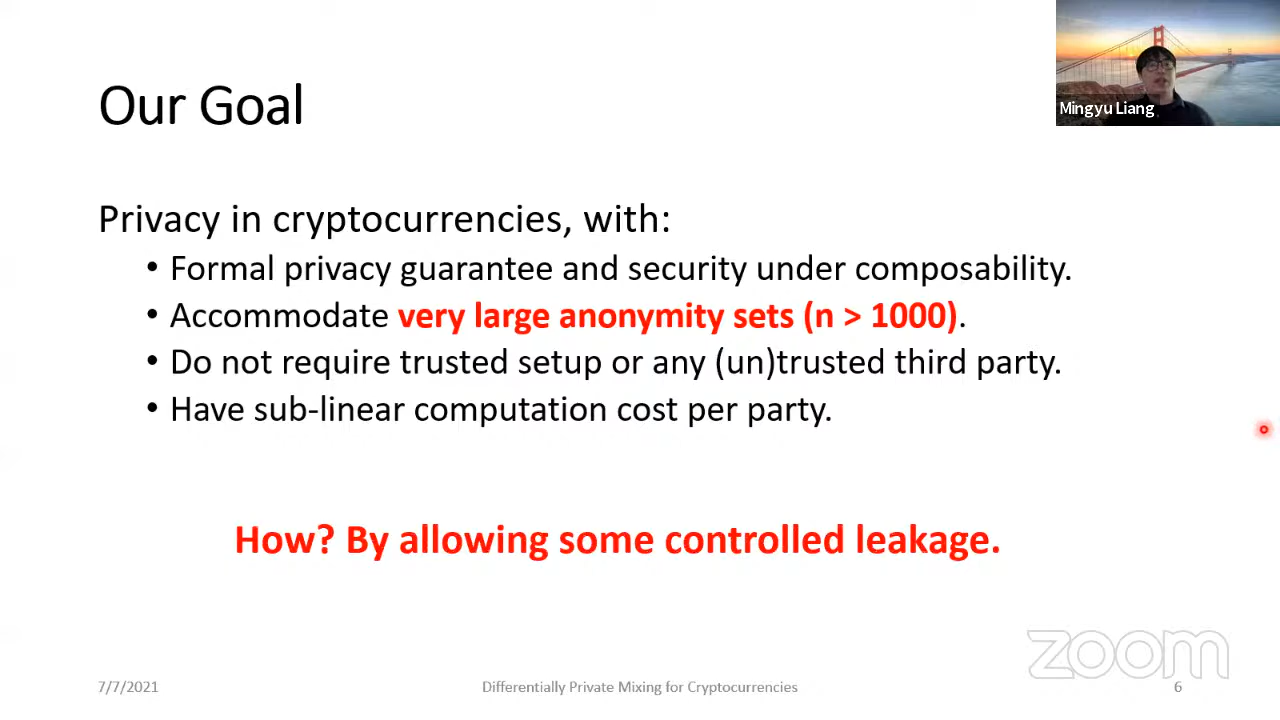 Our Goal
Mingyu Liang
Privacy in cryptocurrencies, with:
• Formal privacy guarantee and security under composability.
• Accommodate very large anonymity sets (n > 1000).
• Do not require trusted setup or any (un)trusted third party.
• Have sub-linear computation cost per party.
How? By allowing some controlled leakage.
zoom
7/7/2021
Differentially Private Mixing for Cryptocurrencies
6